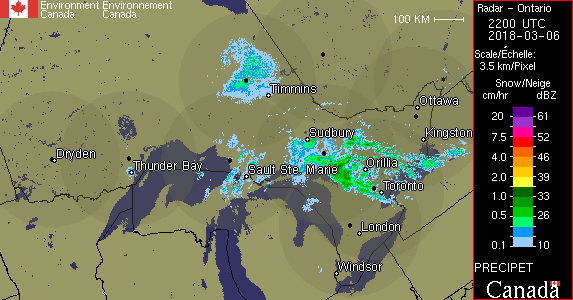 Environment Environnement
Canada Canada
100 KM
Timmins
Ottawa
Sudbury
Kingston
Dryden
Thunder Bay
Sault Ste. Marie
Orillia
Toronto
London
Windsor
Radar - Ontario
2200 UTC
2018-03-06
Scale/Échelle:
3.5 km/Pixel
Snow/Neige
cm/hr dBZ
20 61
7.5 52
4.0 46
2.0 39
1.0 33
0.5 26
0.1 10
PRECIPET
Canada